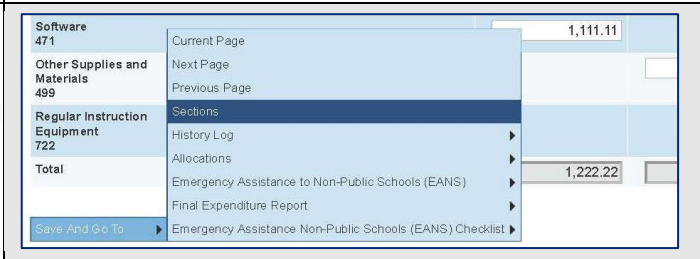 Software
471
1,111.11
Other Supplies and
Materials
499
Regular Instruction
Equipment
722
Total
1,222.22
Current Page
Next Page
Previous Page
Sections
History Log
Allocations
Emergency Assistance to Non-Public Schools (EANS)
Final Expenditure Report
Emergency Assistance Non-Public Schools (EANS) Checklist
Save And Go To